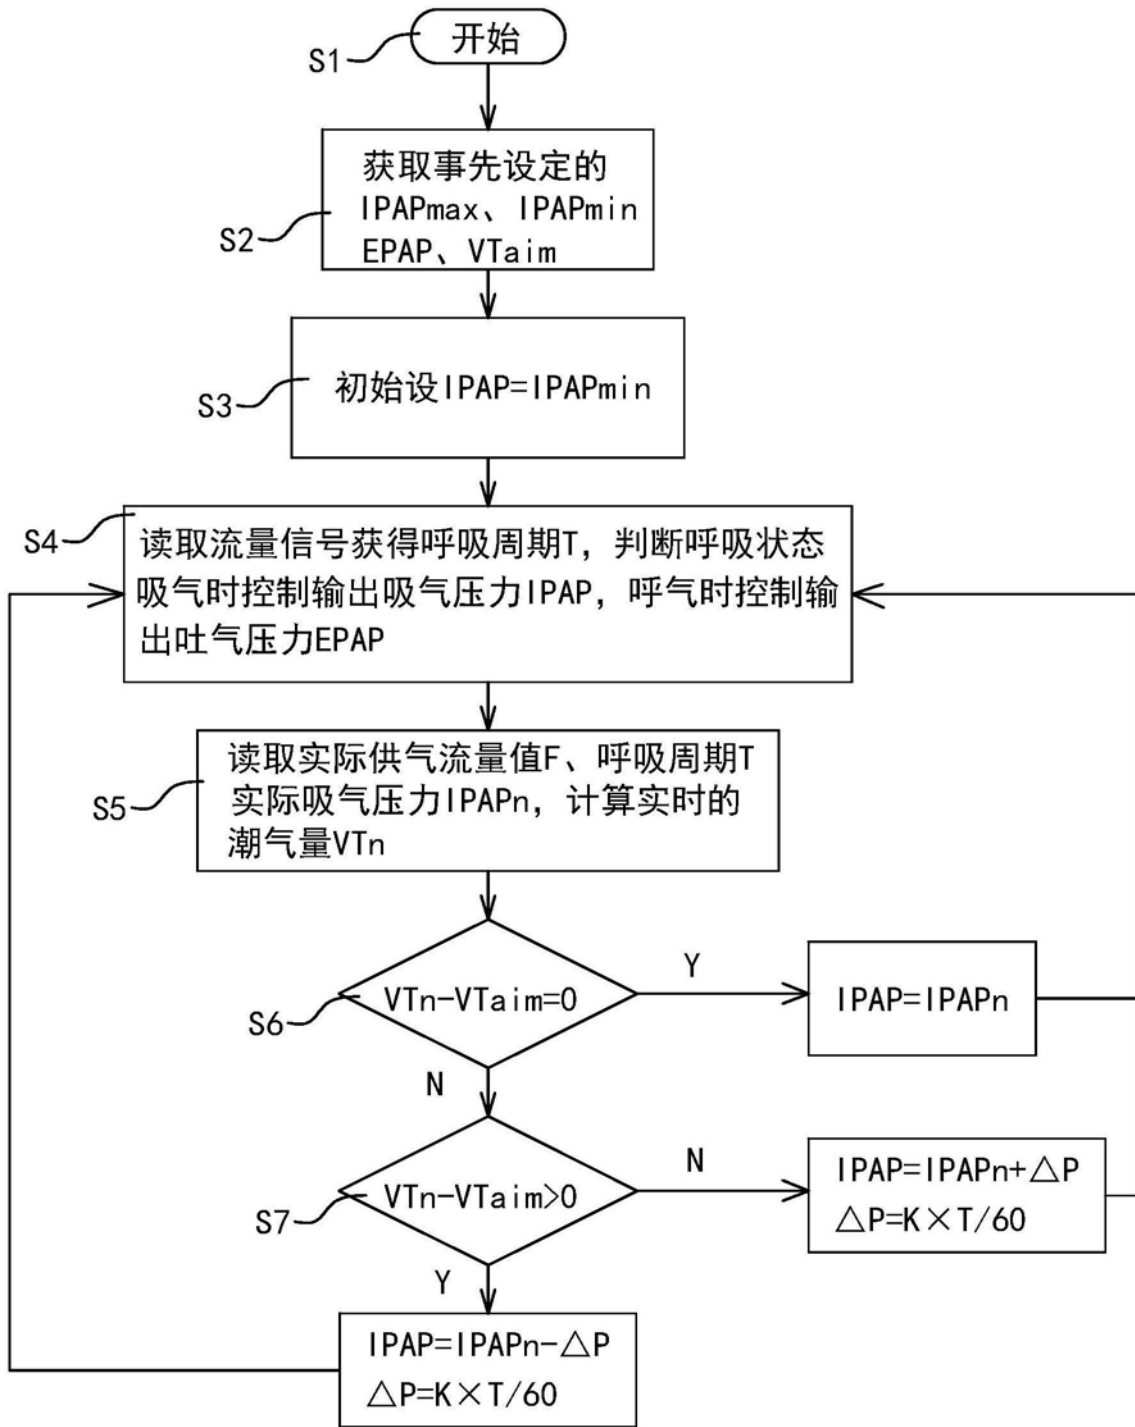 S1
开始
S2
获取事先设定的
IPAPmax、IPAPmin
EPAP、VTaim
S3
初始设IPAP=IPAPmin
S4
读取流量信号获得呼吸周期T，判断呼吸状态
吸气时控制输出吸气压力IPAP，呼气时控制输
出吐气压力EPAP
S5
读取实际供气流量值F、呼吸周期T
实际吸气压力IPAPn，计算实时的
潮气量VTn
S6
VTn-VTaim=0
Y
IPAP=IPAPn
N
S7
VTn-VTaim>0
N
IPAP=IPAPn+△P
△P=K×T/60
Y
IPAP=IPAPn-△P
△P=K×T/60